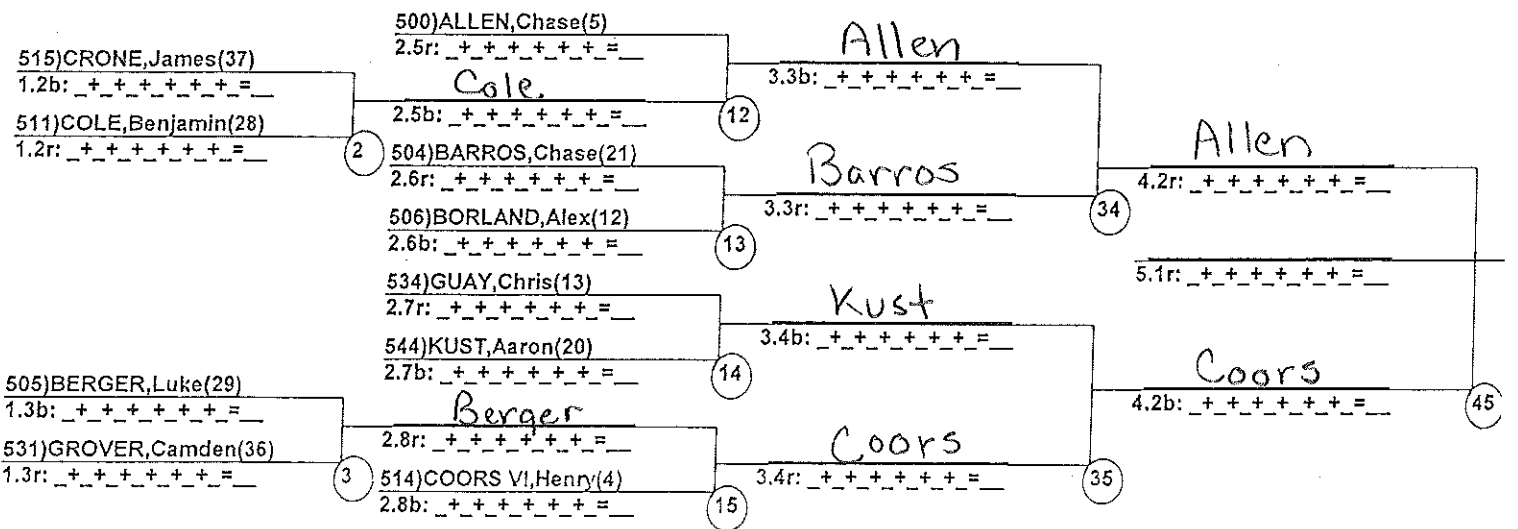 515)CRONE,James(37)
1.2b: _+_+_+_+_+_=__
511)COLE,Benjamin(28)
1.2r: _+_+_+_+_+_=__
2
505)BERGER,Luke(29)
1.3b: _+_+_+_+_+_=__
531)GROVER,Camden(36)
1.3r: _+_+_+_+_+_=__
3
500)ALLEN,Chase(5)
2.5r: _+_+_+_+_+_=__
Cole
2.5b: _+_+_+_+_+_=__
12
504)BARROS,Chase(21)
2.6r: _+_+_+_+_+_=__
506)BORLAND,Alex(12)
2.6b: _+_+_+_+_+_=__
13
534)GUAY,Chris(13)
2.7r: _+_+_+_+_+_=__
544)KUST,Aaron(20)
2.7b: _+_+_+_+_+_=__
14
Berger
2.8r: _+_+_+_+_+_=__
514)COORS VI,Henry(4)
2.8b: _+_+_+_+_+_=__
15
Allen
3.3b: _+_+_+_+_+_=__
Barros
3.3r: _+_+_+_+_+_=__
34
Kust
3.4b: _+_+_+_+_+_=__
Coors
3.4r: _+_+_+_+_+_=__
35
Allen
4.2r: _+_+_+_+_+_=__
5.1r: _+_+_+_+_+_=__
Coors
4.2b: _+_+_+_+_+_=__
45